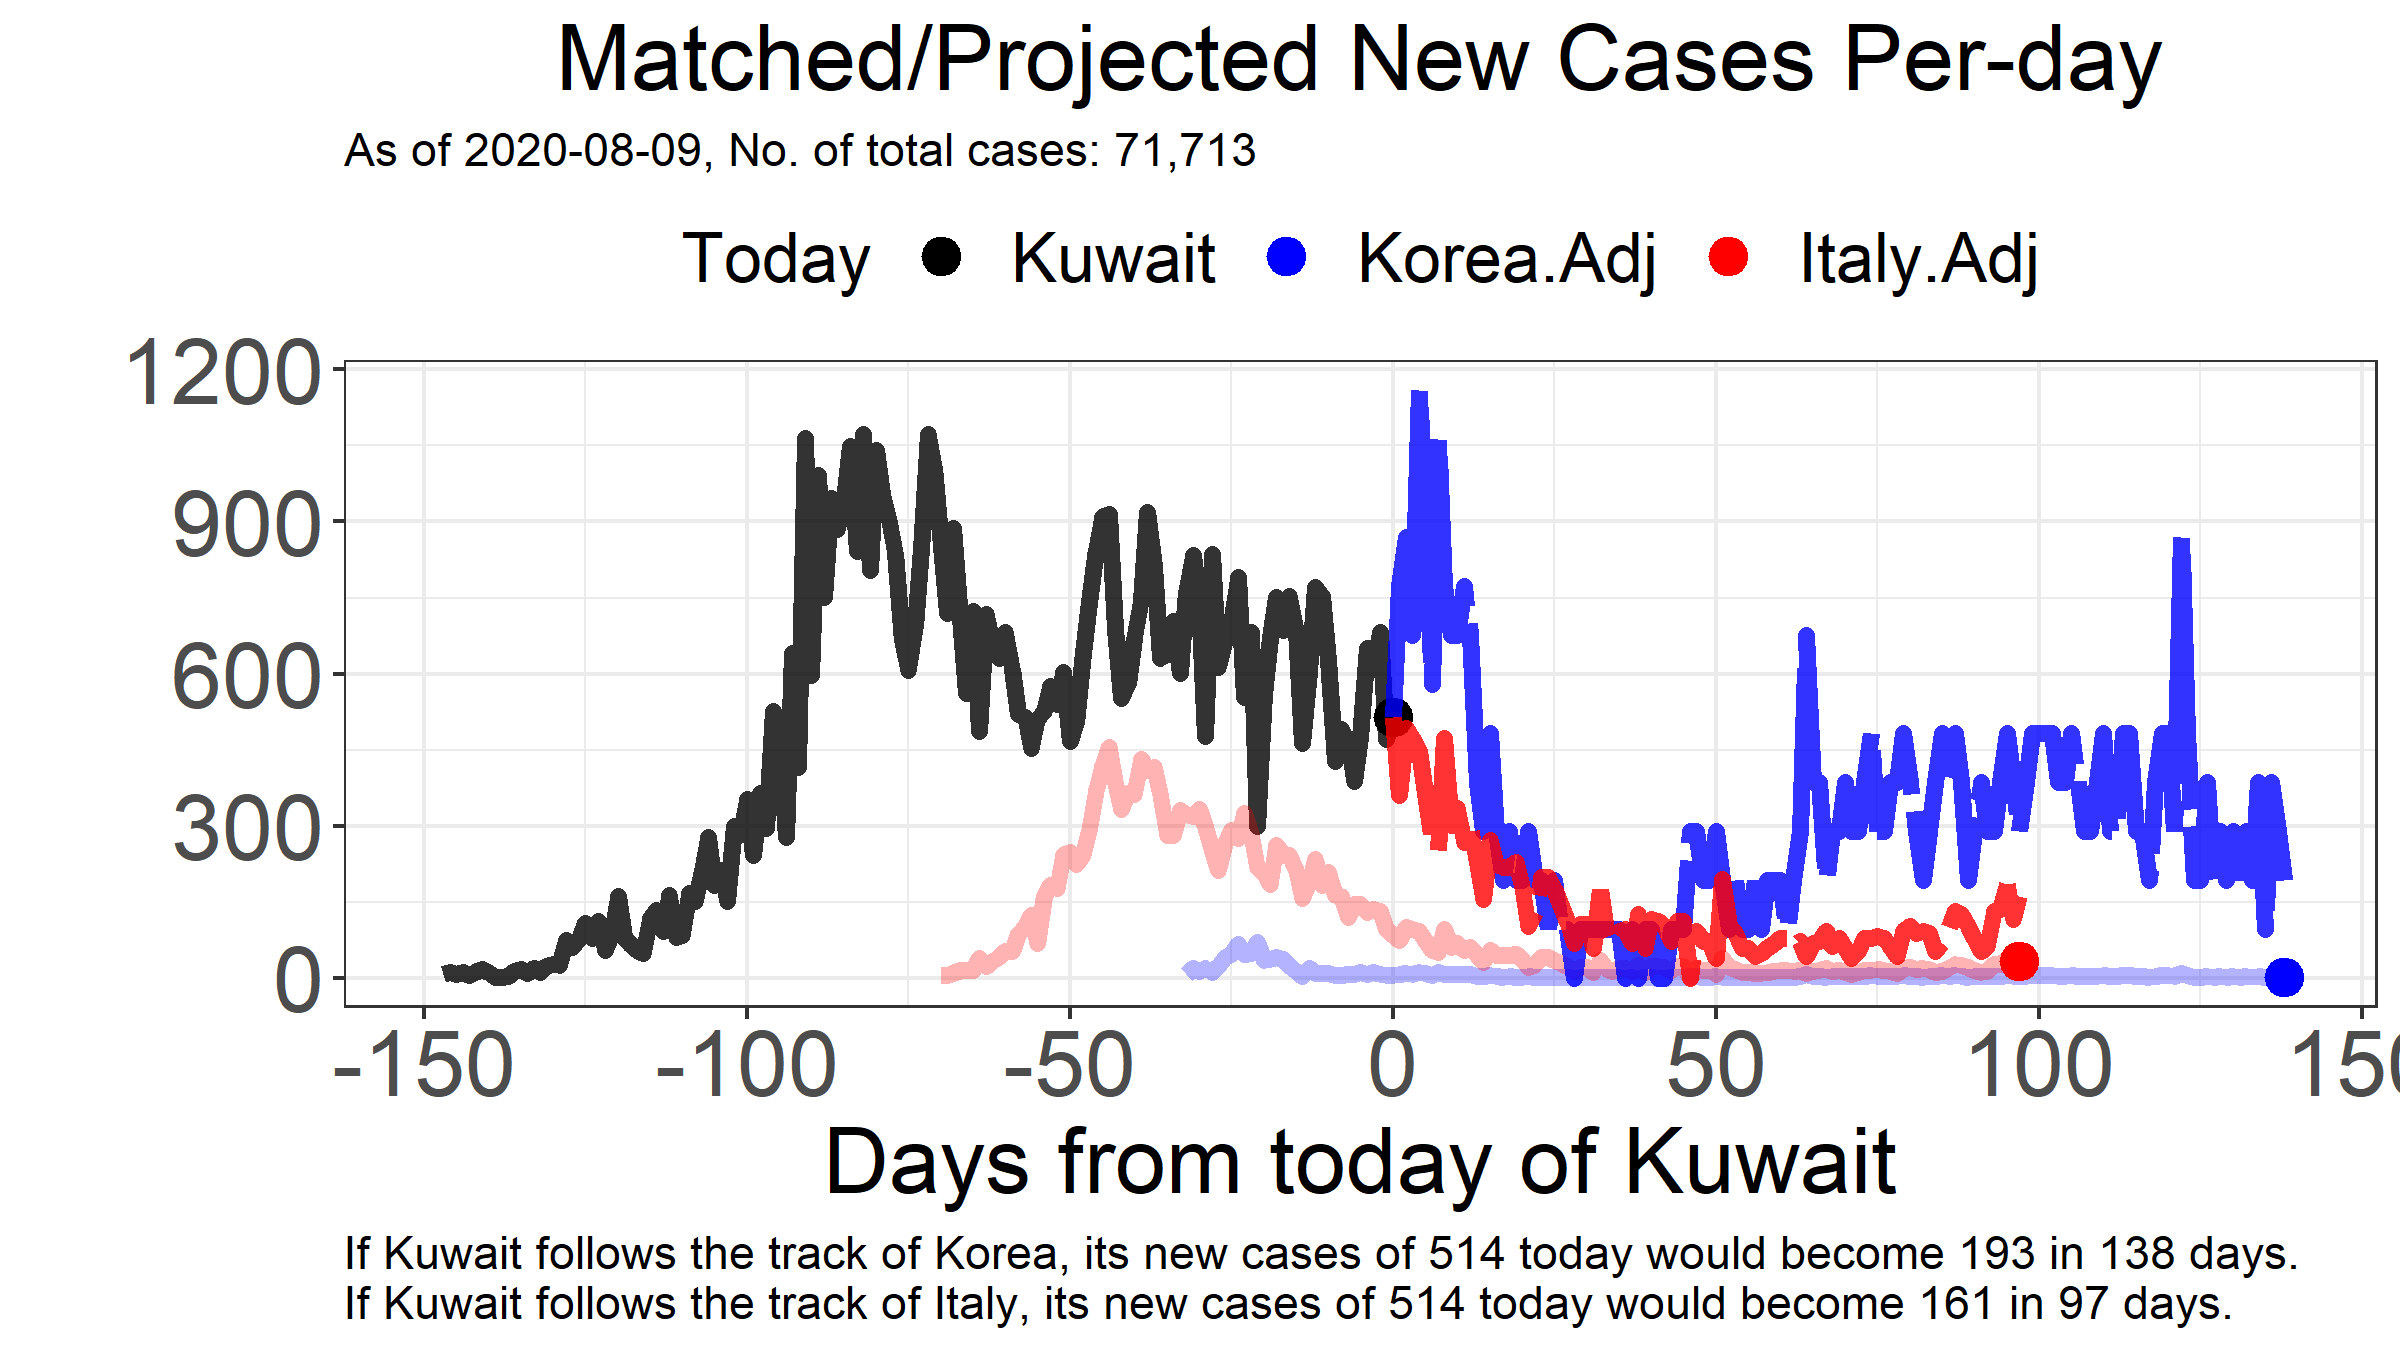 Matched/Projected New Cases Per-day
As of 2020-08-09, No. of total cases: 71,713
Today Kuwait Korea.Adj Italy.Adj
1200
900
600
300
0
-150 -100 -50 0 50 100 150
Days from today of Kuwait
If Kuwait follows the track of Korea, its new cases of 514 today would become 193 in 138 days.
If Kuwait follows the track of Italy, its new cases of 514 today would become 161 in 97 days.